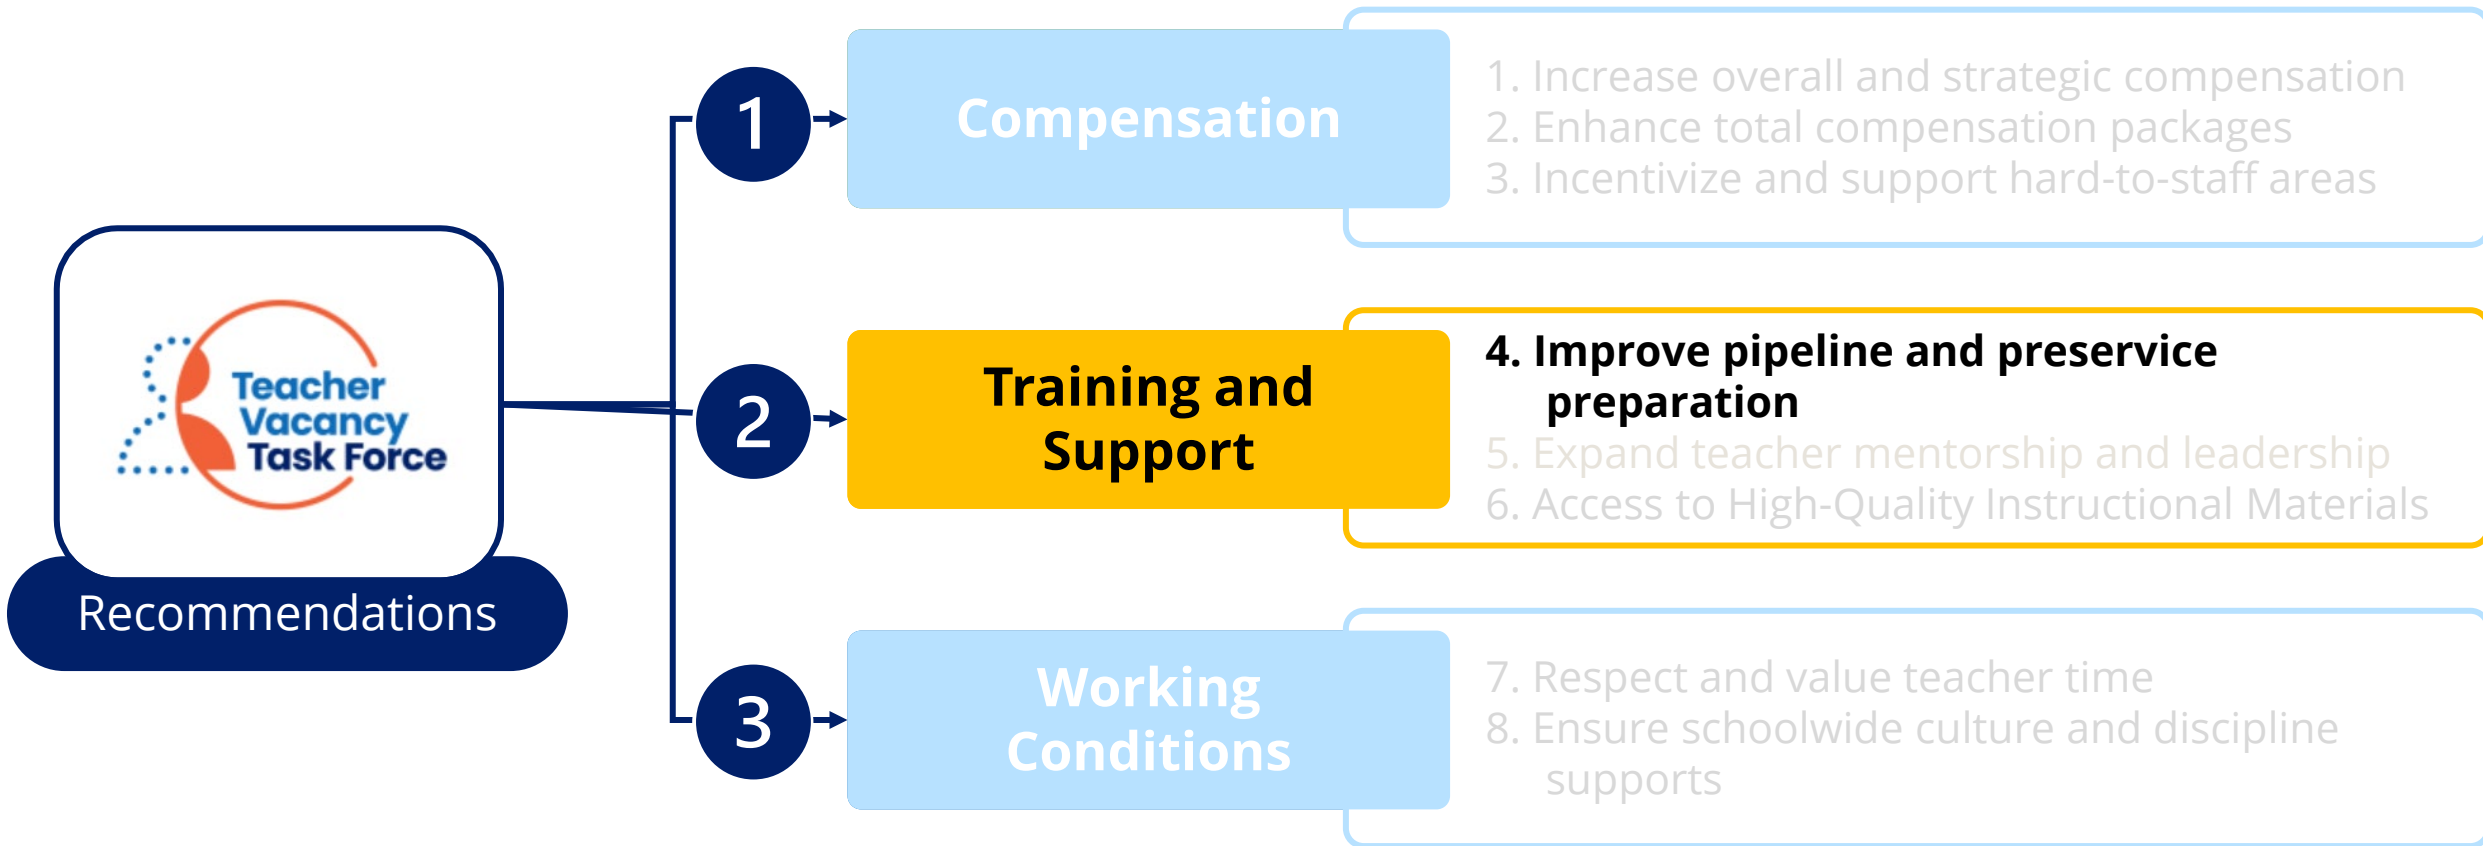 1
Compensation
1. Increase overall and strategic compensation
2. Enhance total compensation packages
3. Incentivize and support hard-to-staff areas
Teacher
Vacancy
Task Force
Recommendations
2
Training and
Support
4. Improve pipeline and preservice
preparation
5. Expand teacher mentorship and leadership
6. Access to High-Quality Instructional Materials
3
Working
Conditions
7. Respect and value teacher time
8. Ensure schoolwide culture and discipline
supports